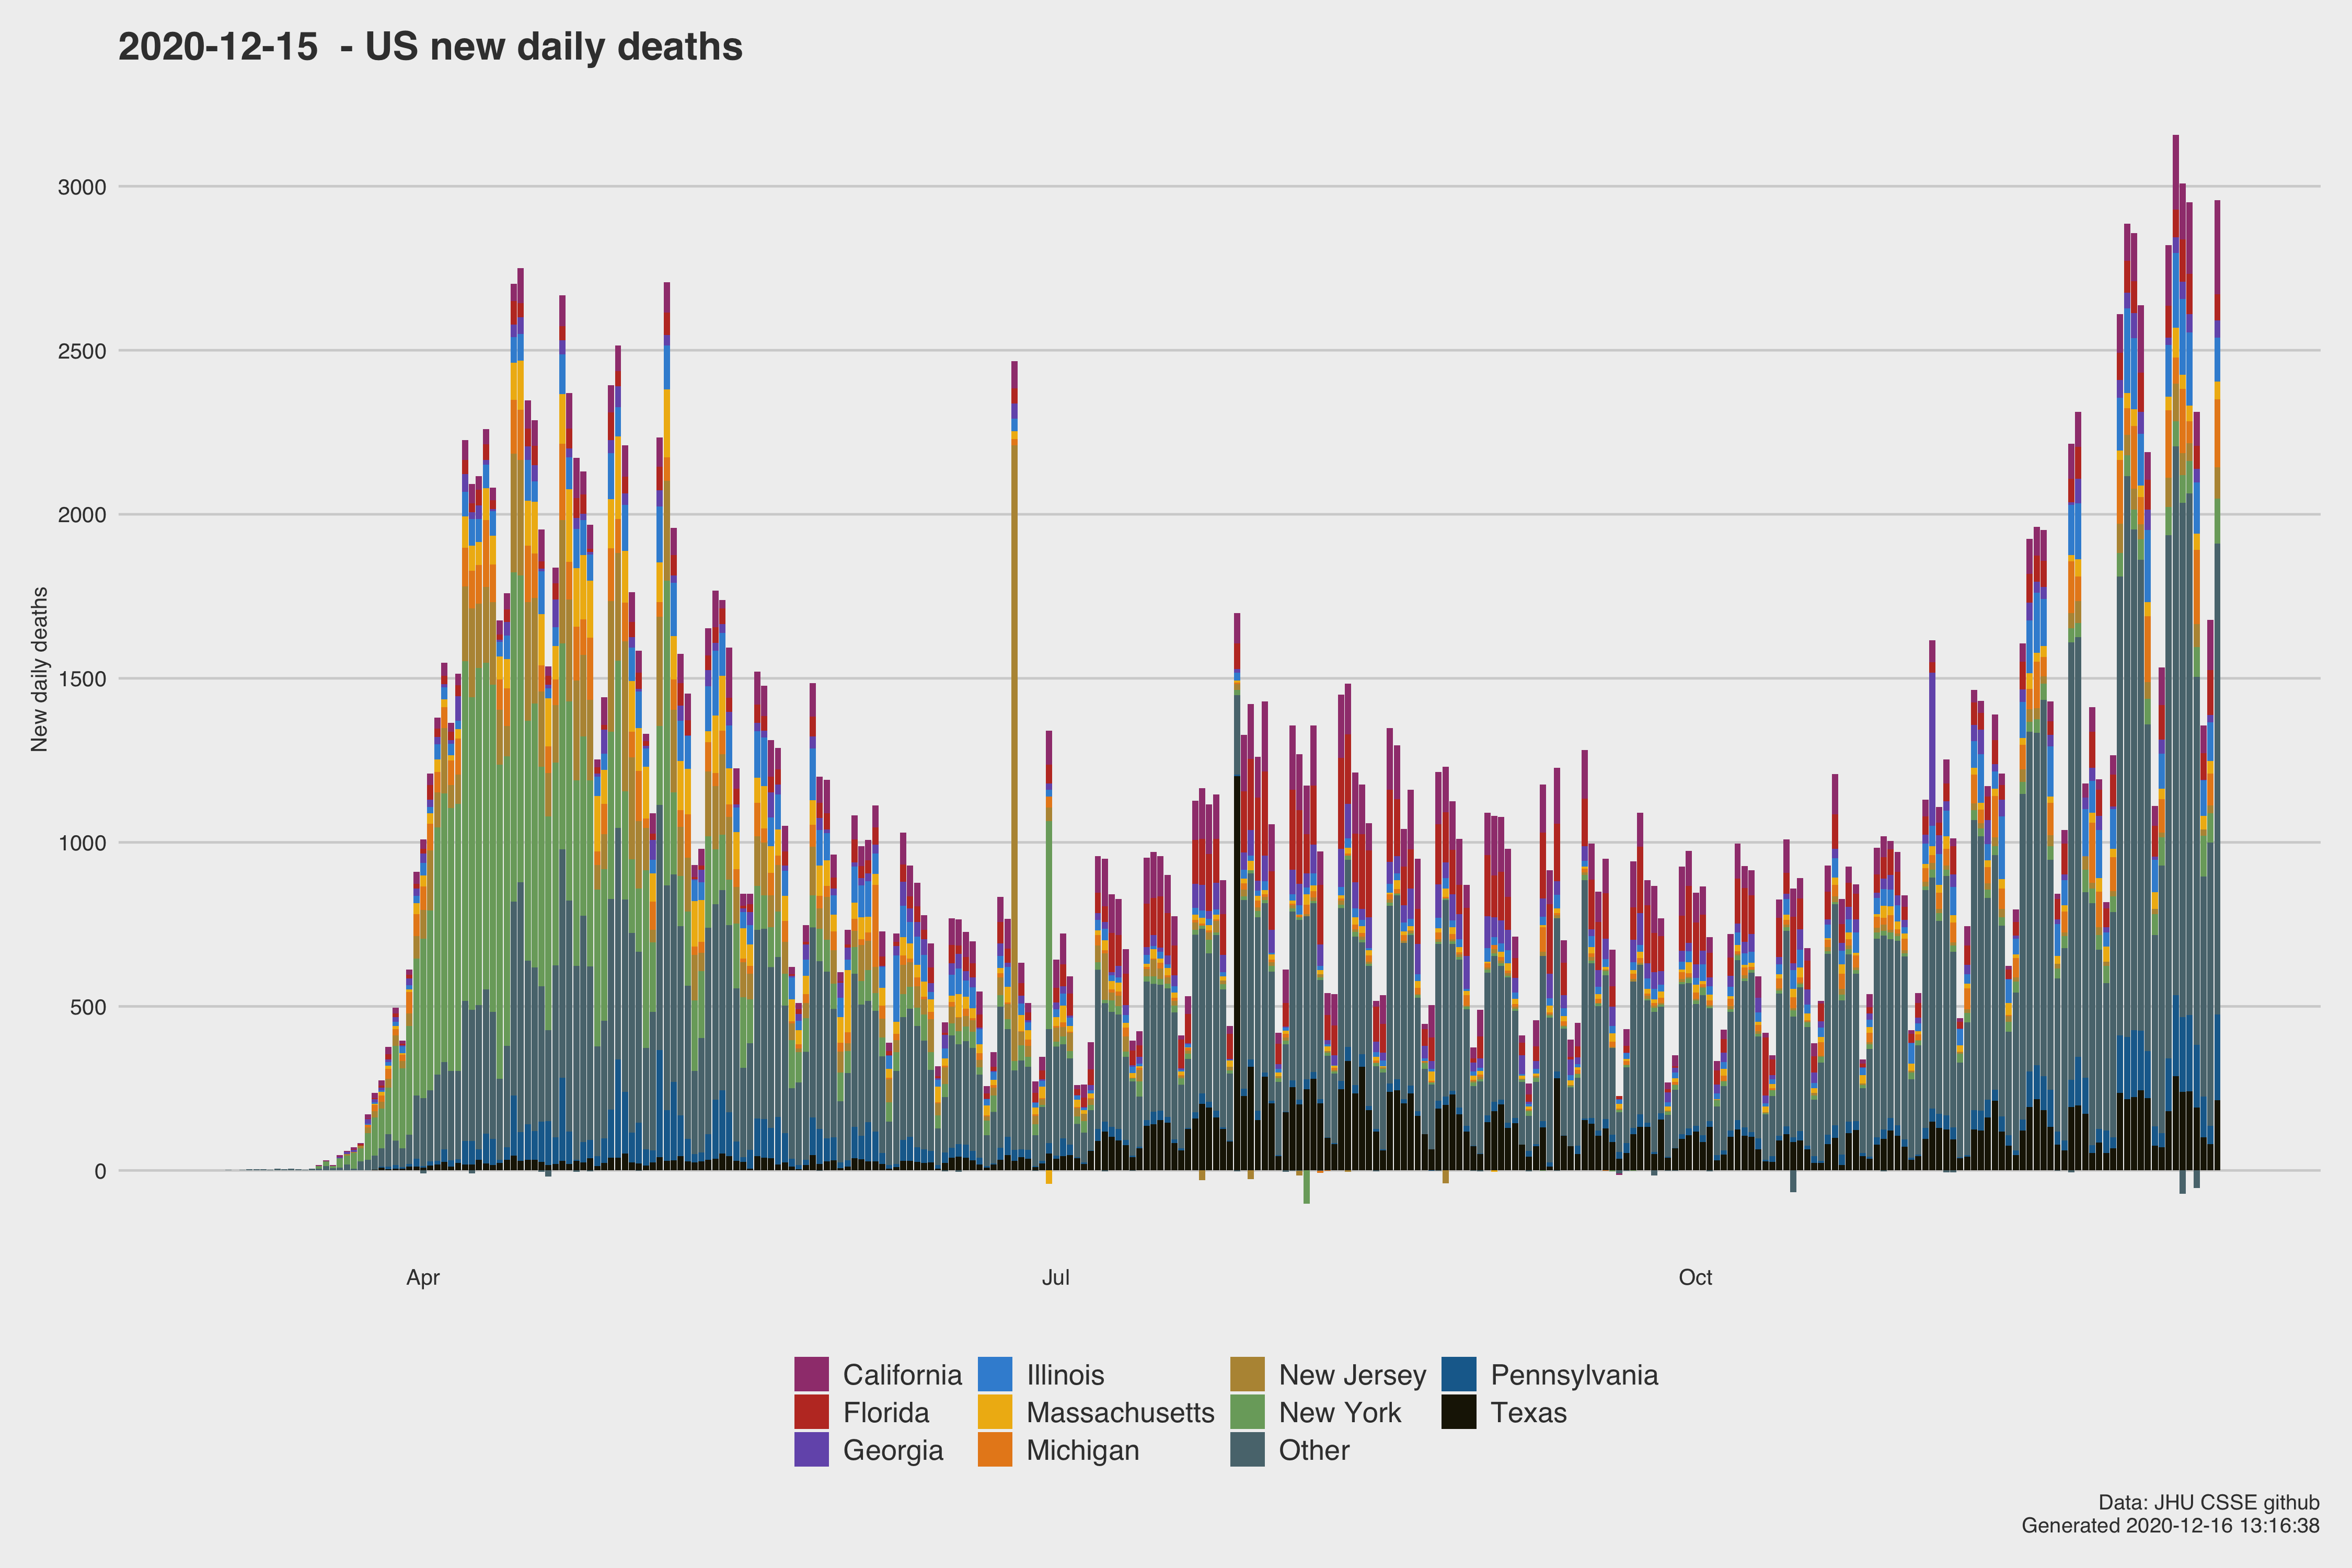 2020-12-15  - US new daily deaths
New daily deaths
3000
2500
2000
1500
1000
500
0
Apr
Jul
Oct
California
Florida
Georgia
Illinois
Massachusetts
Michigan
New Jersey
New York
Other
Pennsylvania
Texas
Data: JHU CSSE github
Generated 2020-12-16 13:16:38